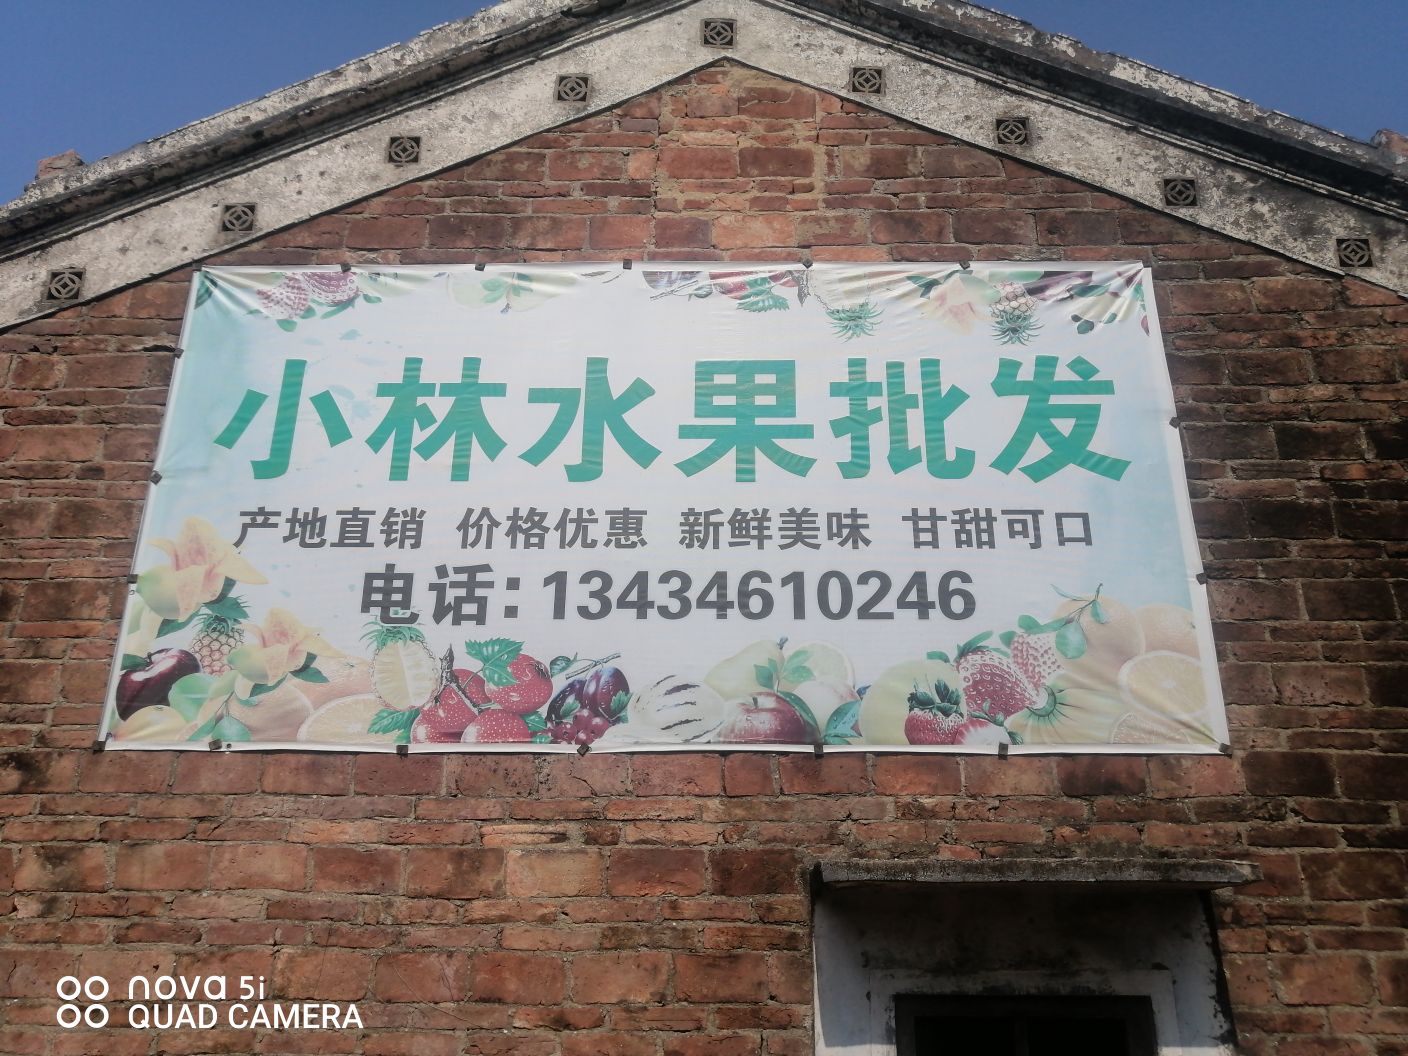 小林水果批发
产地直销 价格优惠 新鲜美味 甘甜可口
电话：13434610246
nova 5i
QUAD CAMERA